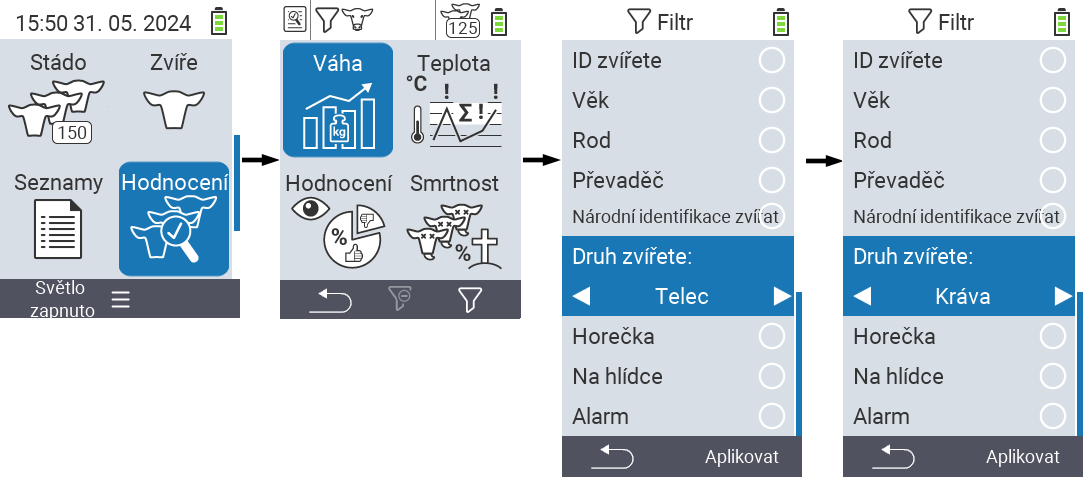 15:50 31. 05. 2024
Stádo
Zvíře
150
Seznamy
Hodnocení
Světlo
zapnuto
125
Váha
kg
Teplota
°C
! !
Σ !
Hodnocení
%
Smrtnost
%
Filtr
ID zvířete
Věk
Rod
Převaděč
Národní identifikace zvířat
Druh zvířete:
Telec
Horečka
Na hlídce
Alarm
Aplikovat
Filtr
ID zvířete
Věk
Rod
Převaděč
Národní identifikace zvířat
Druh zvířete:
Kráva
Horečka
Na hlídce
Alarm
Aplikovat